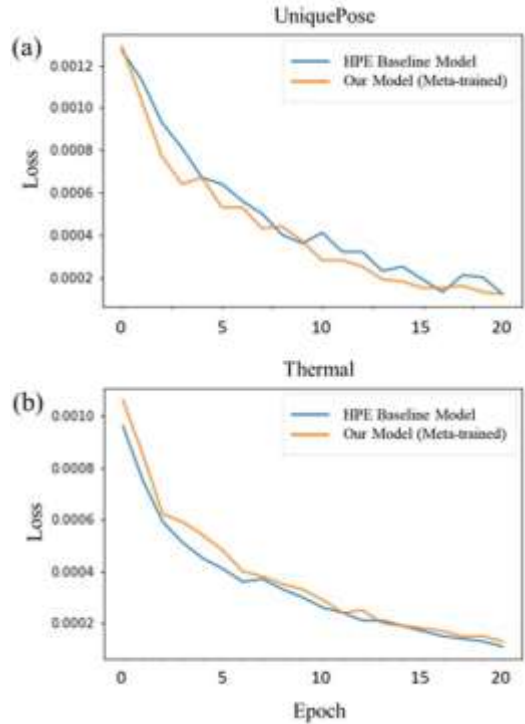 UniquePose
(a)
HPE Baseline Model
Our Model (Meta-trained)
0.0012
0.0010
0.0008
0.0006
0.0004
0.0002
Loss
0 5 10 15 20
Thermal
(b)
HPE Baseline Model
Our Model (Meta-trained)
0.0010
0.0008
0.0006
0.0004
0.0002
Loss
0 5 10 15 20
Epoch